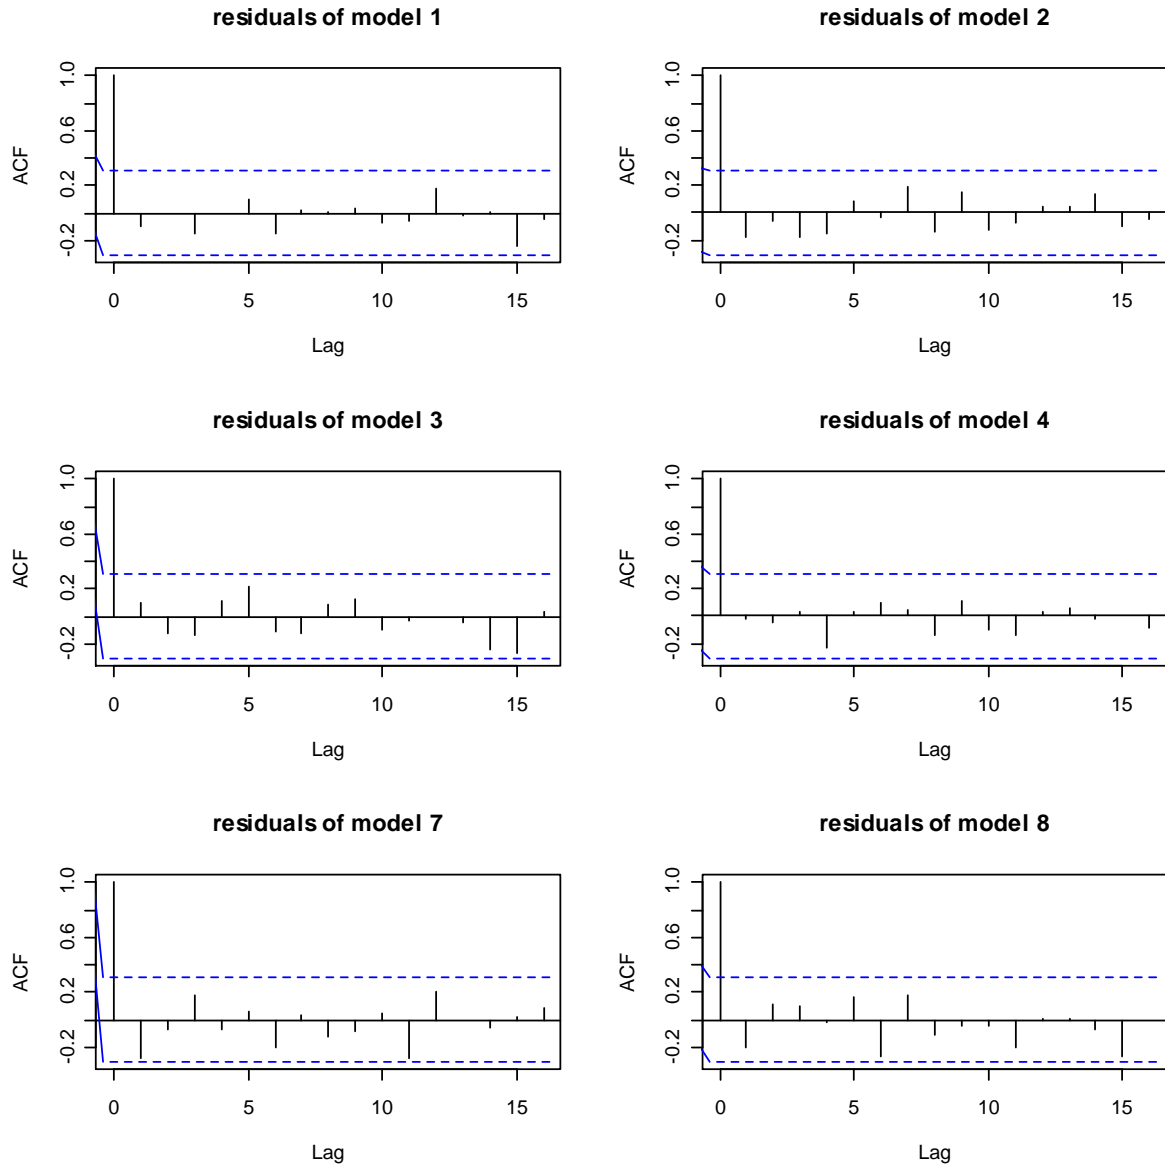 residuals of model 1
ACF
-0.2 0.2 0.6 1.0
0 5 10 15
Lag
residuals of model 2
ACF
-0.2 0.2 0.6 1.0
0 5 10 15
Lag
residuals of model 3
ACF
-0.2 0.2 0.6 1.0
0 5 10 15
Lag
residuals of model 4
ACF
-0.2 0.2 0.6 1.0
0 5 10 15
Lag
residuals of model 7
ACF
-0.2 0.2 0.6 1.0
0 5 10 15
Lag
residuals of model 8
ACF
-0.2 0.2 0.6 1.0
0 5 10 15
Lag